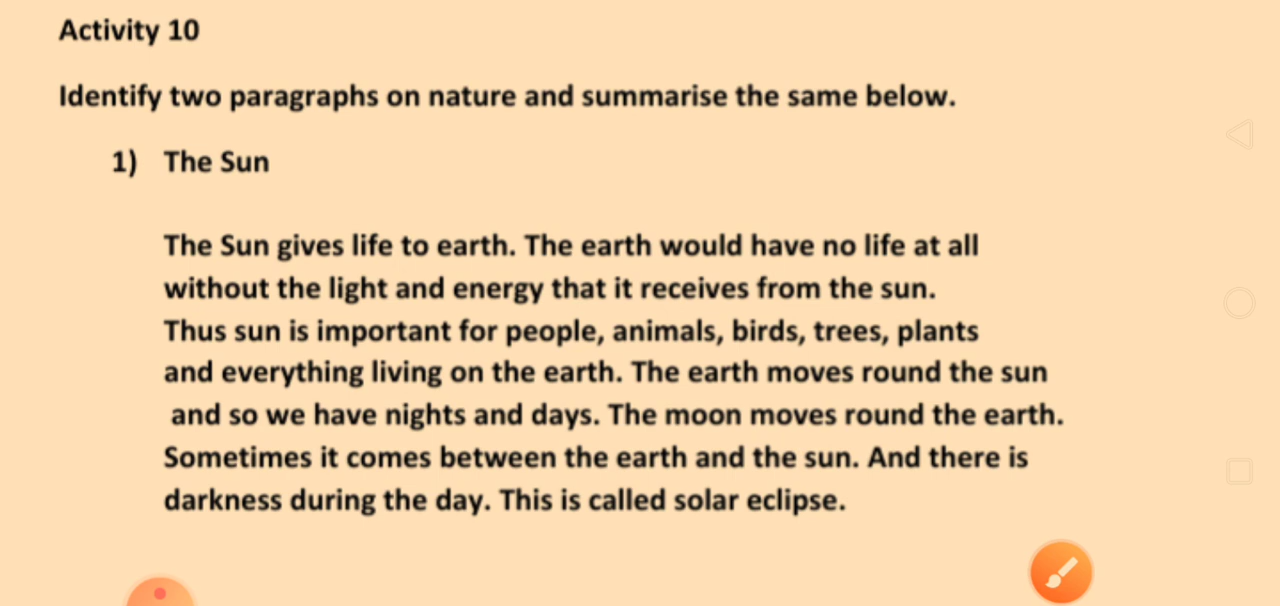 Activity 10
Identify two paragraphs on nature and summarise the same below.
1) The Sun
The Sun gives life to earth. The earth would have no life at all
without the light and energy that it receives from the sun.
Thus sun is important for people, animals, birds, trees, plants
and everything living on the earth. The earth moves round the sun
and so we have nights and days. The moon moves round the earth.
Sometimes it comes between the earth and the sun. And there is
darkness during the day. This is called solar eclipse.